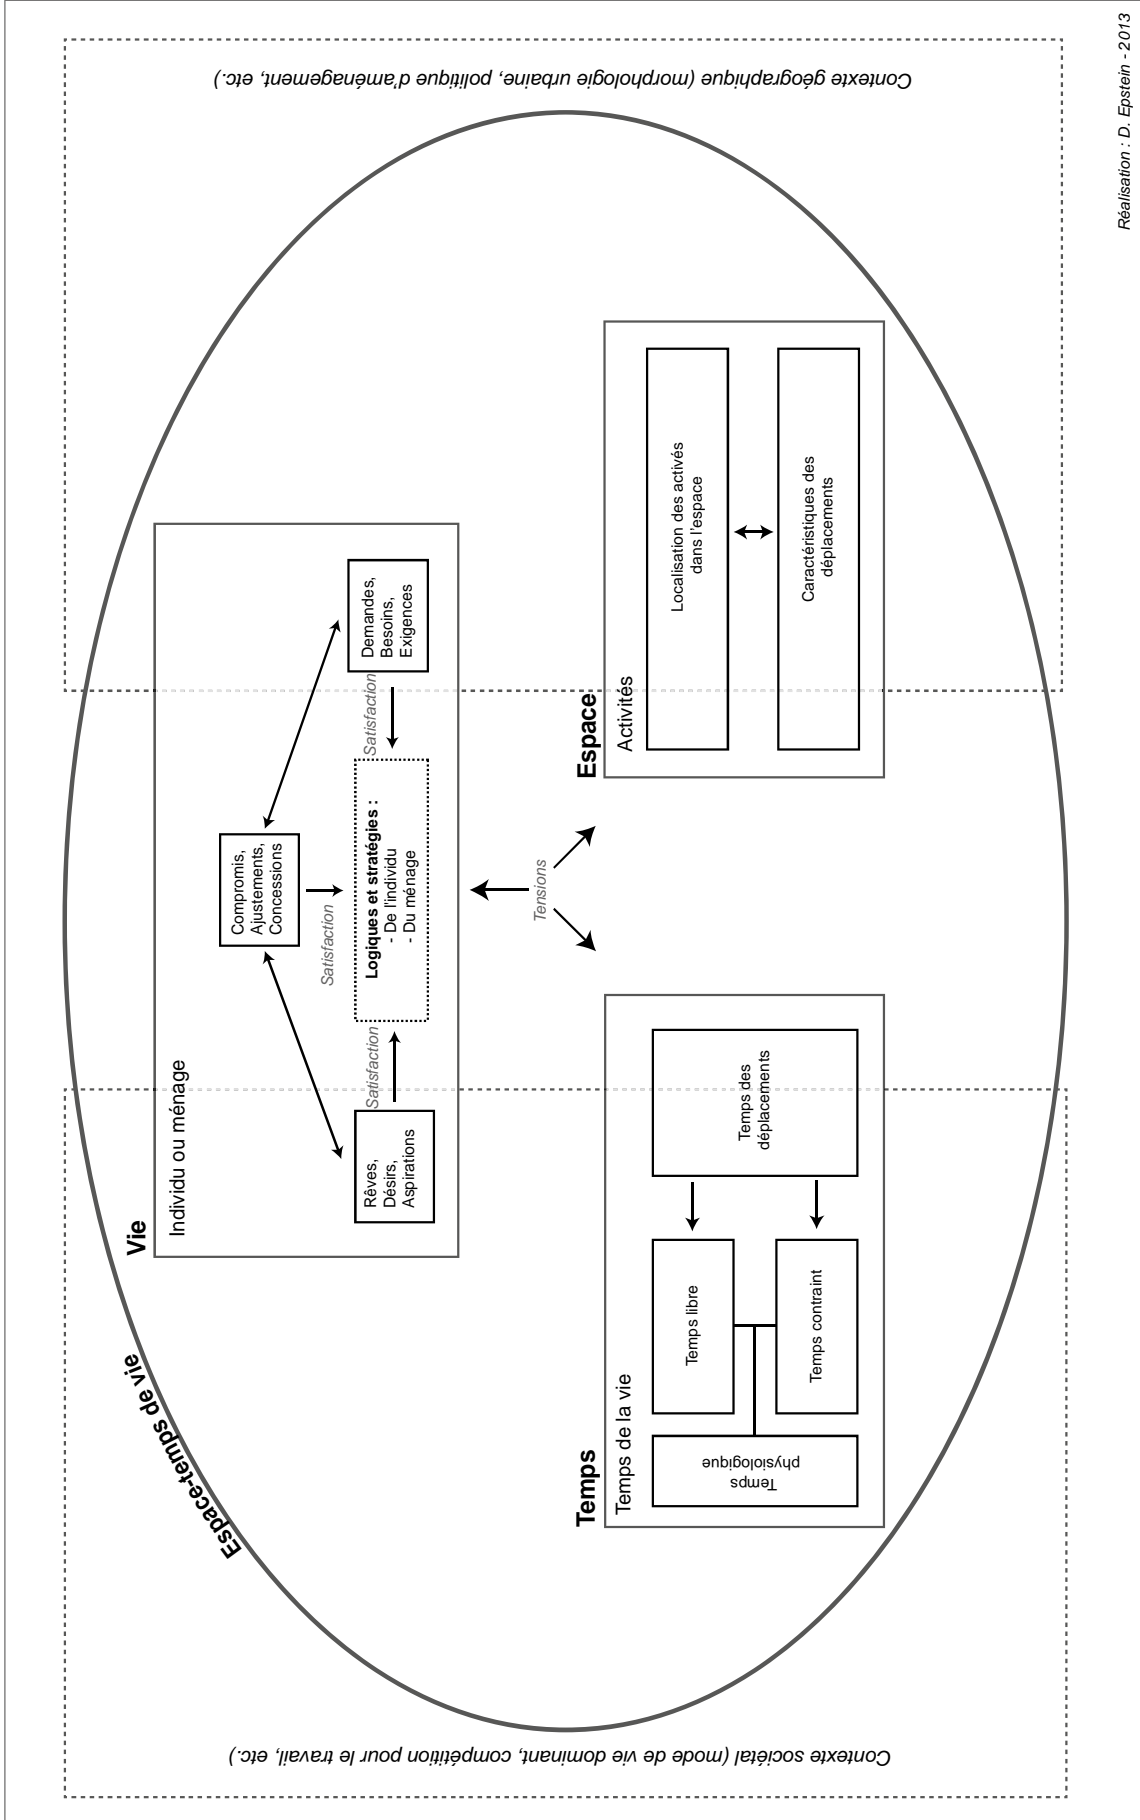 Espace-temps de vie
Contexte sociétal (mode de vie dominant, compétition pour le travail, etc.)
Contexte géographique (morphologie urbaine, politique d'aménagement, etc.)
Vie
Individu ou ménage
Compromis,
Ajustements,
Concessions
Satisfaction
Rêves,
Désirs,
Aspirations
Satisfaction
Logiques et stratégies :
- De l'individu
- Du ménage
Satisfaction
Demandes,
Besoins,
Exigences
Tensions
Temps
Temps de la vie
Temps
physiologique
Temps libre
Temps contraint
Temps des
déplacements
Espace
Activités
Localisation des activés
dans l'espace
Caractéristiques des
déplacements
Réalisation : D. Epstein - 2013